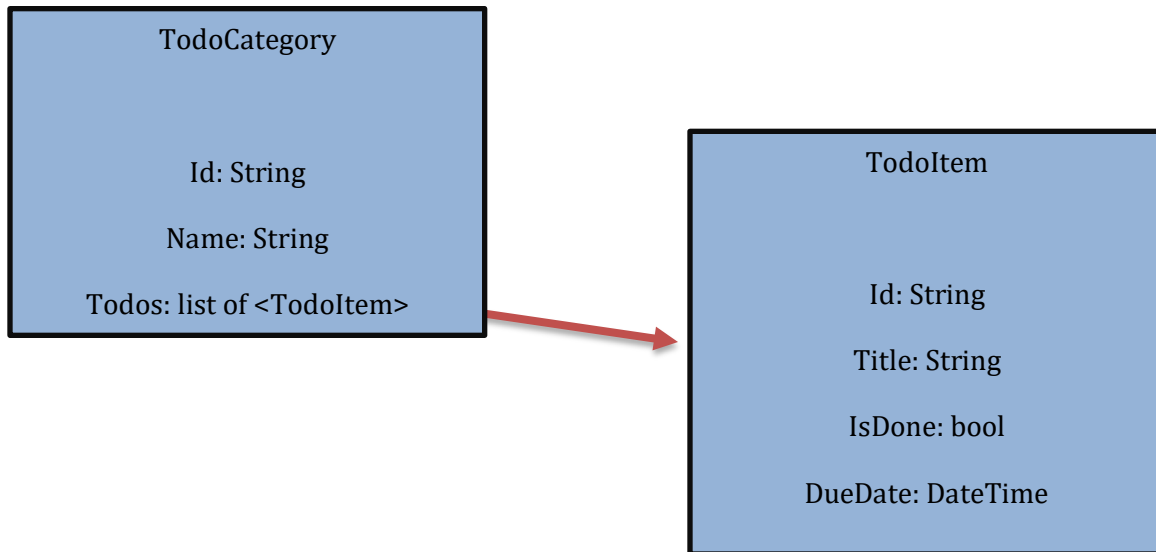 TodoCategory
Id: String
Name: String
Todos: list of <TodoItem>
TodoItem
Id: String
Title: String
IsDone: bool
DueDate: DateTime